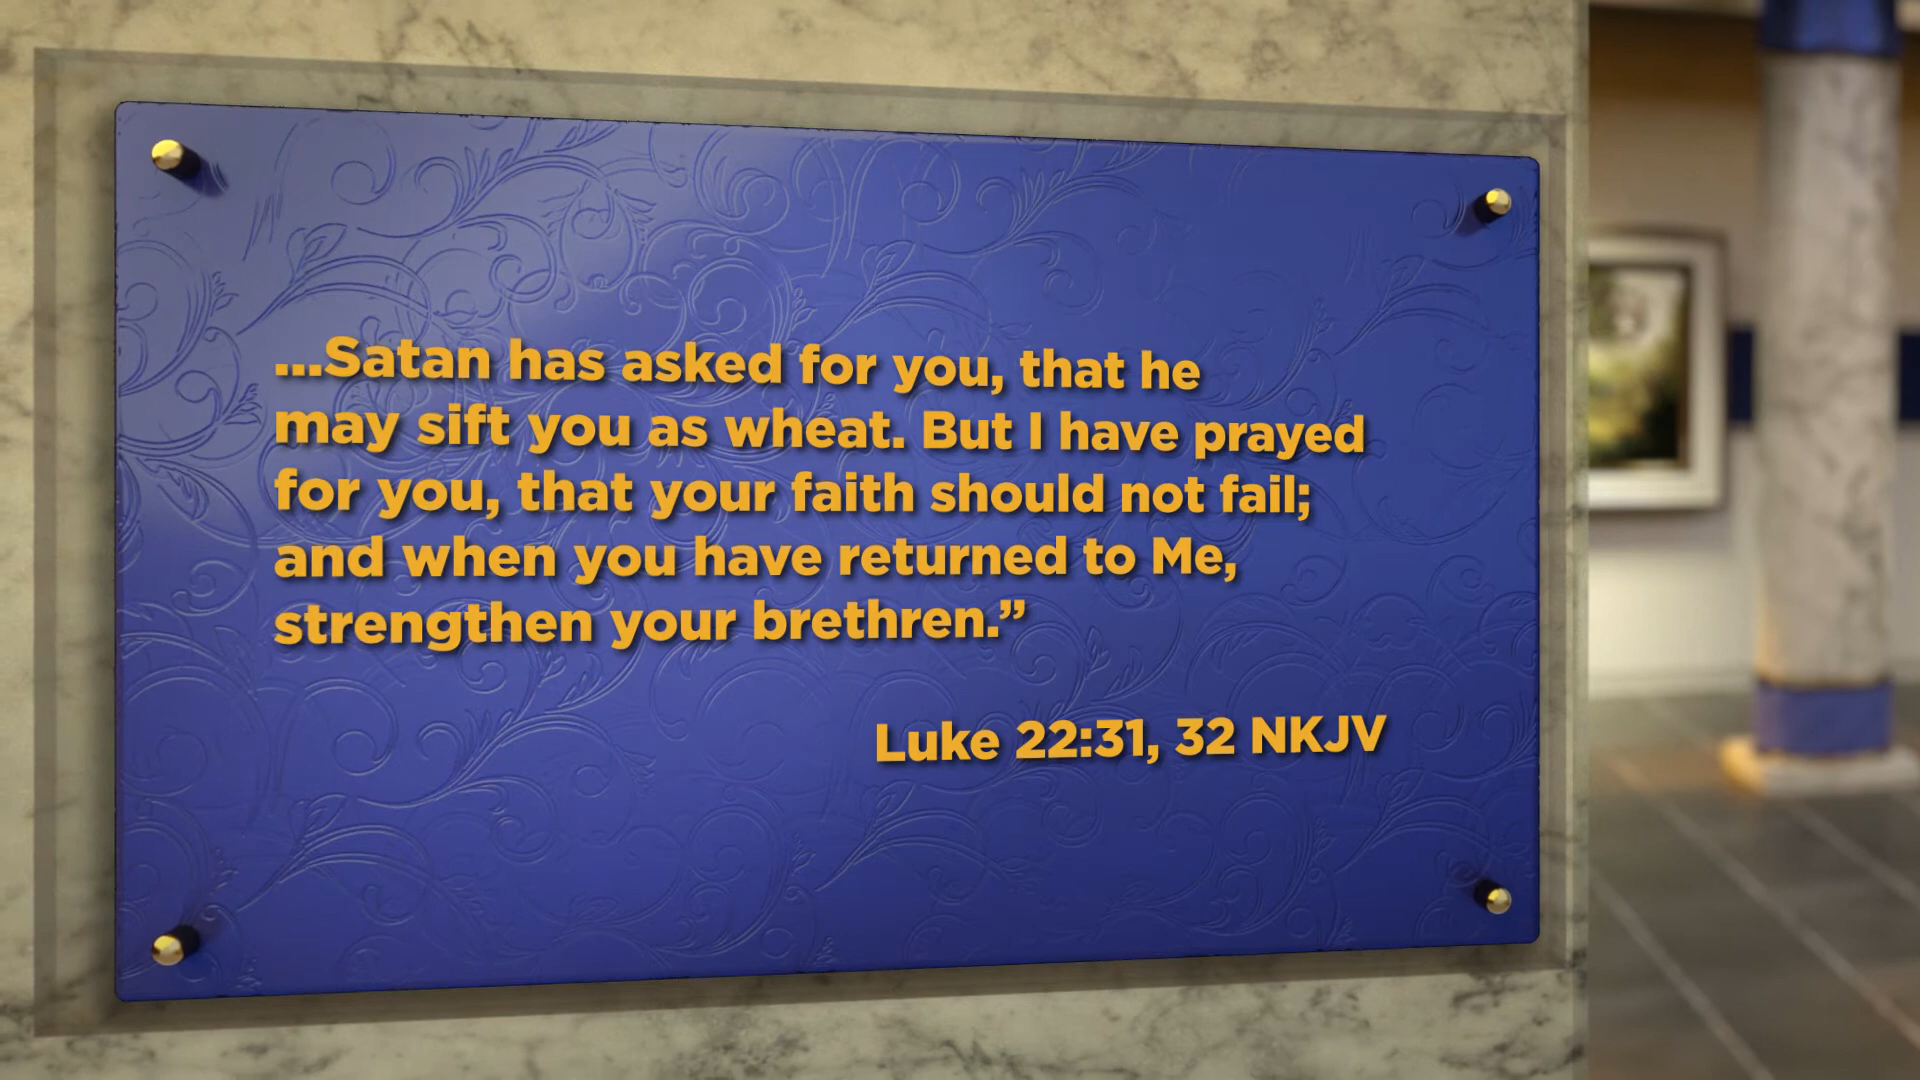 ...Satan has asked for you, that he
may sift you as wheat. But I have prayed
for you, that your faith should not fail;
and when you have returned to Me,
strengthen your brethren.”
Luke 22:31, 32 NKJV